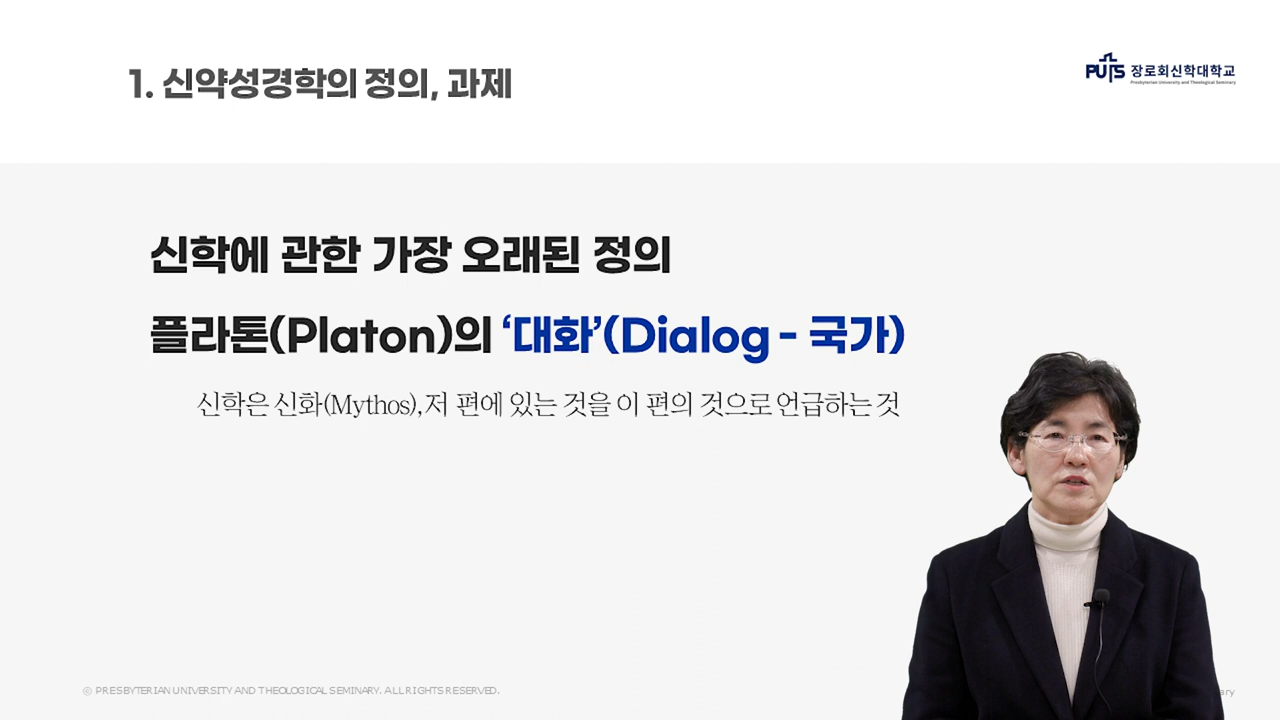 1. 신약성경학의 정의, 과제
PUTS 장로회신학대학교
Presbyterian University and Theological Seminary
신학에 관한 가장 오래된 정의
플라톤(Platon)의 ‘대화’(Dialog - 국가)
신학은 신화(Mythos),저 편에 있는 것을 이 편의 것으로 언급하는 것
© PRESBYTERIAN UNIVERSITY AND THEOLOGICAL SEMINARY. ALL RIGHTS RESERVED.